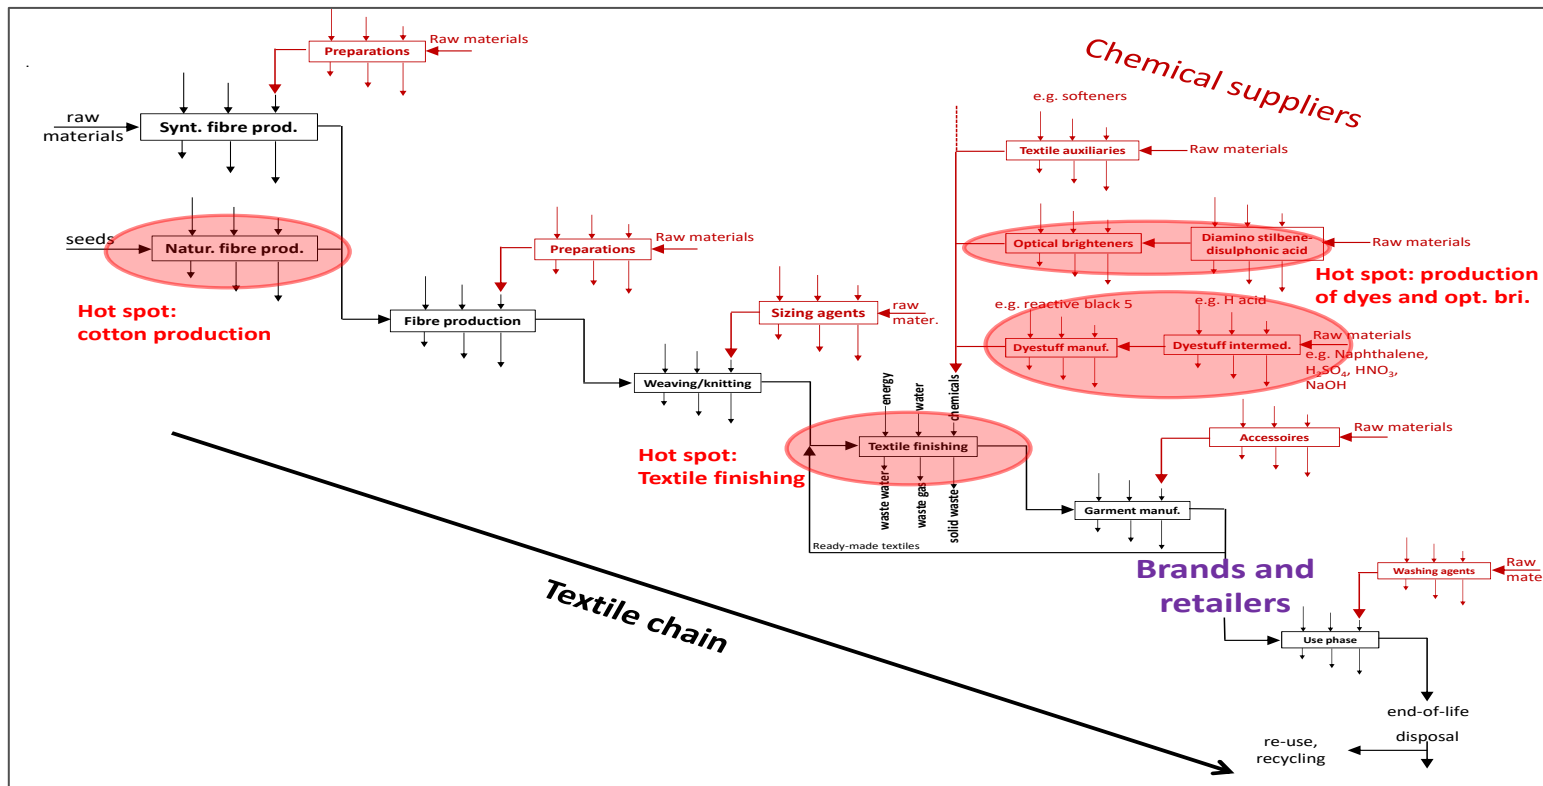 Preparations
Raw materials
Chemical suppliers
e.g. softeners
raw
materials
Synt. fibre prod.
Textile auxiliaries
Raw materials
seeds
Natur. fibre prod.
Preparations
Raw materials
Optical brighteners
Diamino stilbene-
disulphonic acid
Raw materials
Hot spot: production
of dyes and opt. bri.
Hot spot:
cotton production
Fibre production
Sizing agents
raw
mater.
e.g. reactive black 5
e.g. H acid
Dyestuff manuf.
Dyestuff intermed.
Raw materials
e.g. Naphthalene,
H₂SO₄, HNO₃,
NaOH
Weaving/knitting
energy
water
chemicals
Hot spot:
Textile finishing
Textile finishing
waste water
waste gas
solid waste
Accessoires
Raw materials
Garment manuf.
Ready-made textiles
Textile chain
Brands and
retailers
Washing agents
Raw
mate
Use phase
end-of-life
disposal
re-use,
recycling